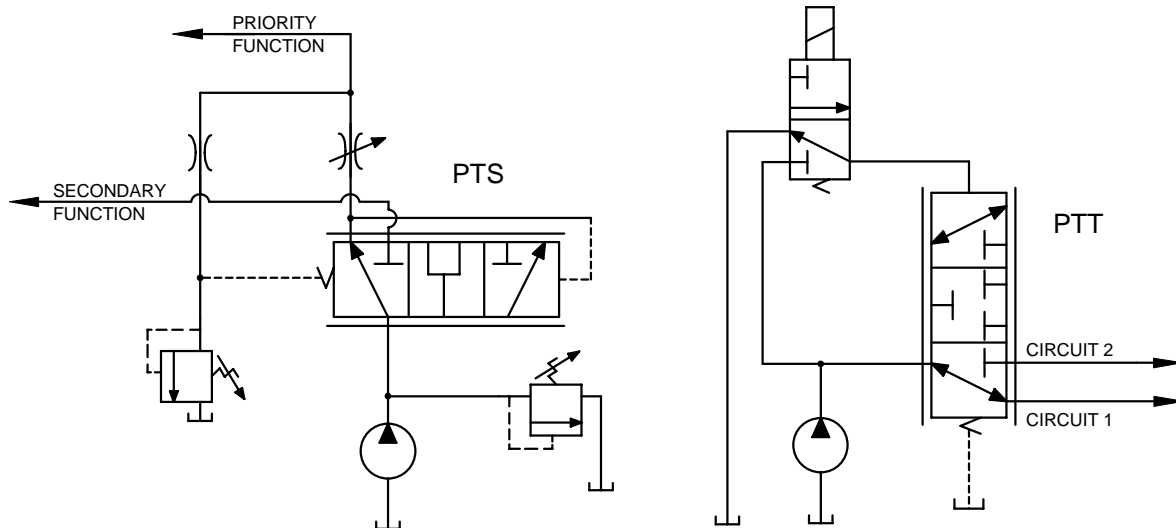 PRIORITY
FUNCTION
SECONDARY
FUNCTION
PTS
PTT
CIRCUIT 2
CIRCUIT 1